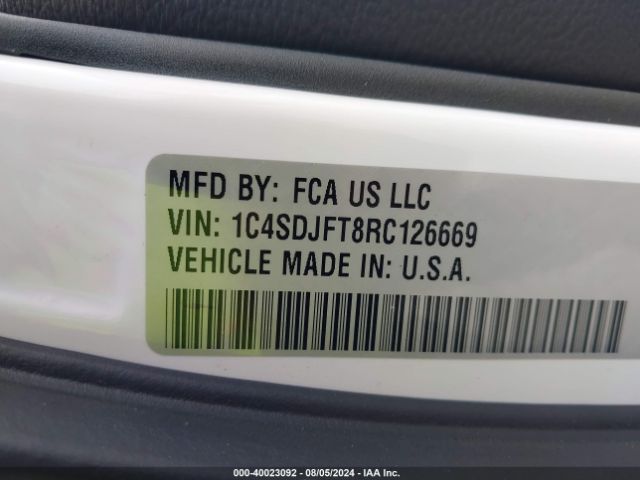 MFD BY: FCA US LLC
VIN: 1C4SDJFT8RC126669
VEHICLE MADE IN: U.S.A.
000-40023092 - 08/05/2024 - IAA Inc.